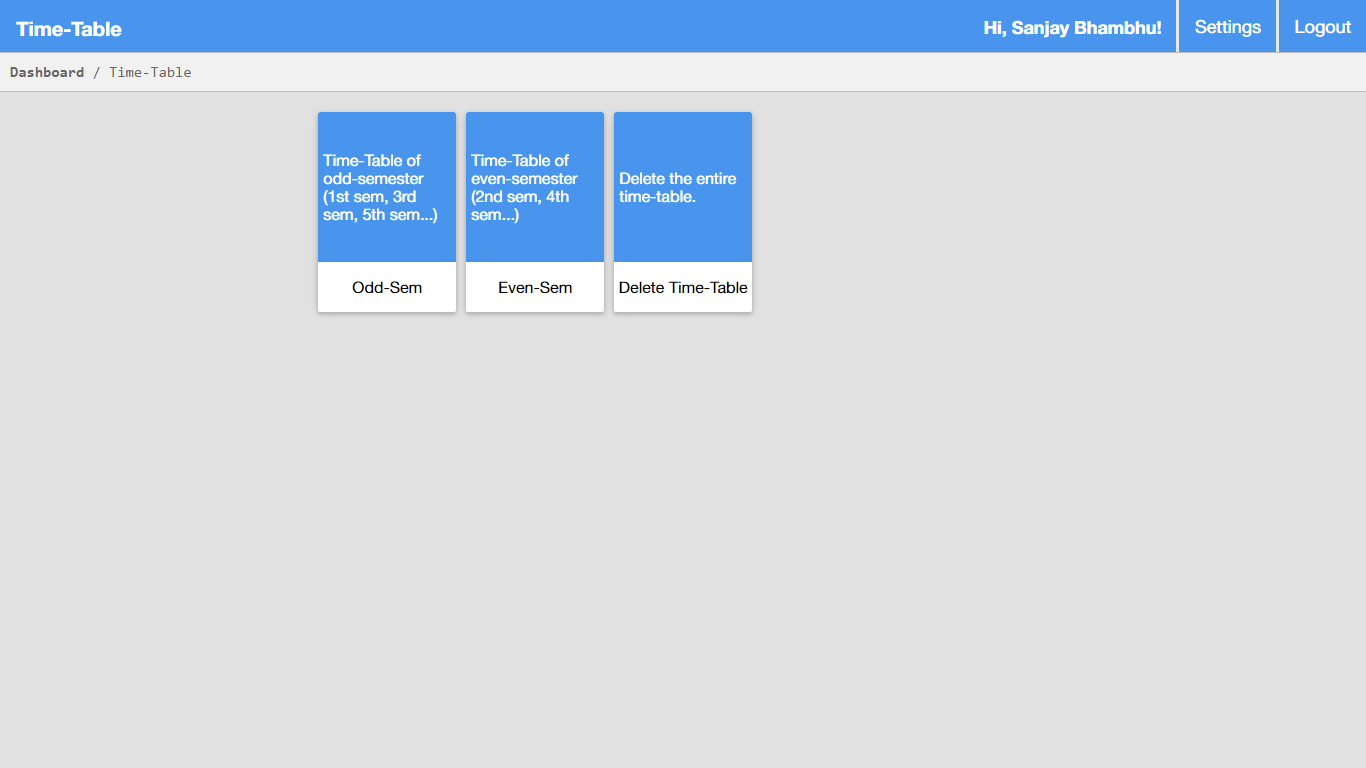 Time-Table
Hi, Sanjay Bhambhu!
Settings
Logout
Dashboard / Time-Table
Time-Table of
odd-semester
(1st sem, 3rd
sem, 5th sem...)
Odd-Sem
Time-Table of
even-semester
(2nd sem, 4th
sem...)
Even-Sem
Delete the entire
time-table.
Delete Time-Table